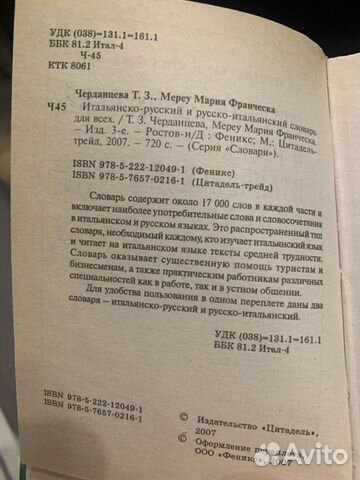 УДК (038)=131.1=161.1
ББК 81.2 Итал-4
Ч-45
КТК 8061
Черданцева Т. З., Мереу Мария Франческа
Ч45 Итальянско-русский и русско-итальянский словарь
для всех. / Т. З. Черданцева, Мереу Мария Франческа.
– Изд. 3-е. – Ростов-н/Д : Феникс; М.; Цитадель-
трейд, 2007. – 720 с. – (Серия «Словари»).
ISBN 978-5-222-12049-1 (Феникс)
ISBN 978-5-7657-0216-1 (Цитадель-трейд)
Словарь содержит около 17 000 слов в каждой части и
включает наиболее употребительные слова и словосочетания
в итальянском и русском языках. Это распространенный тип
словаря, необходимый каждому, кто изучает итальянский язык
и читает на итальянском языке тексты средней трудности.
Словарь оказывает существенную помощь туристам и
бизнесменам, а также практическим работникам различных
специальностей как в работе, так и в устном общении.
Для удобства пользования в одном переплете даны два
словаря – итальянско-русский и русско-итальянский.
УДК (038)=131.1=161.1
ББК 81.2 Итал-4
ISBN 978-5-222-12049-1
ISBN 978-5-7657-0216-1
© Издательство «Цитадель»,
2007
© Оформление
ООО «Феникс», 2007
Avito